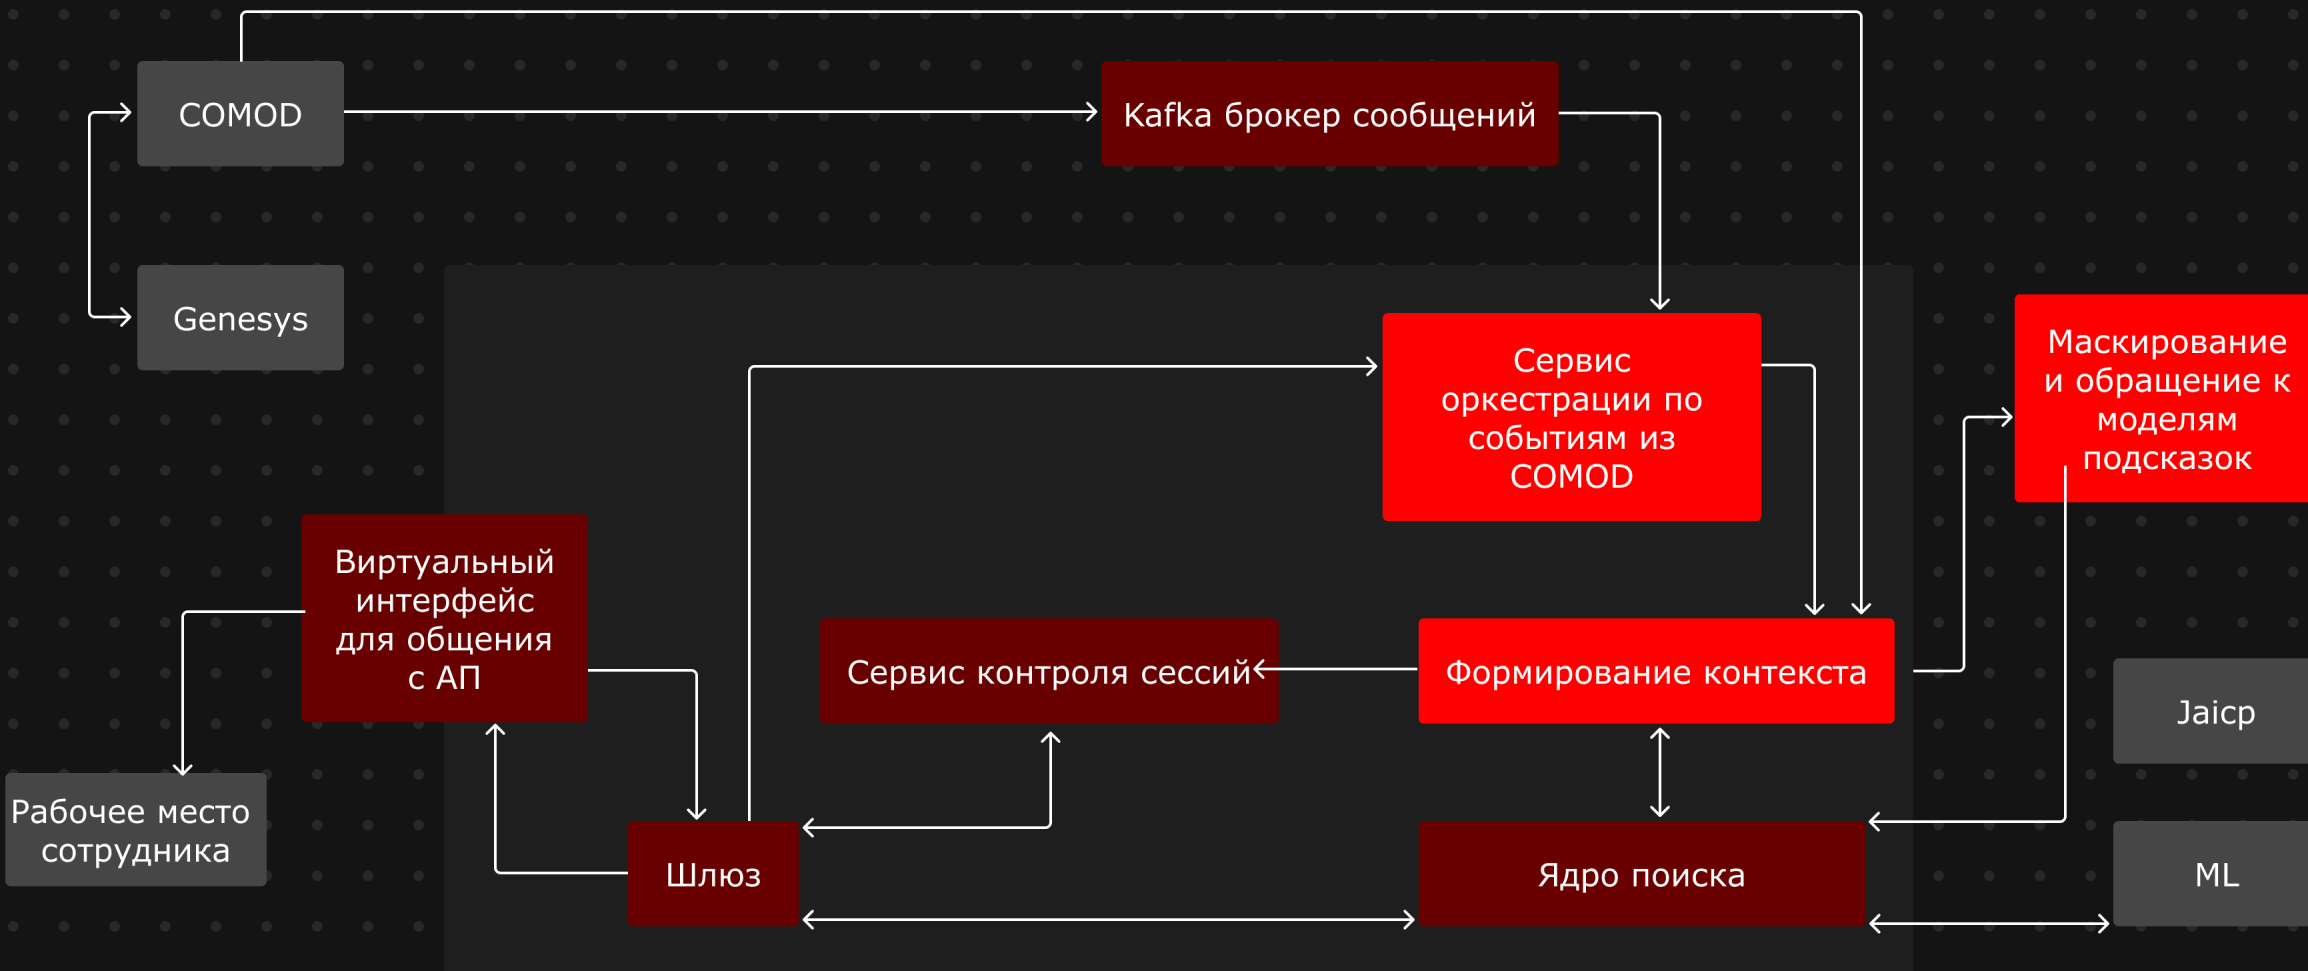 COMOD
Kafka брокер сообщений
Genesys
Сервис
оркестрации по
событиям из
COMOD
Маскирование
и обращение к
моделям
подсказок
Виртуальный
интерфейс
для общения
с АП
Сервис контроля сессий
Формирование контекста
Jaicp
Рабочее место
сотрудника
Шлюз
Ядро поиска
ML